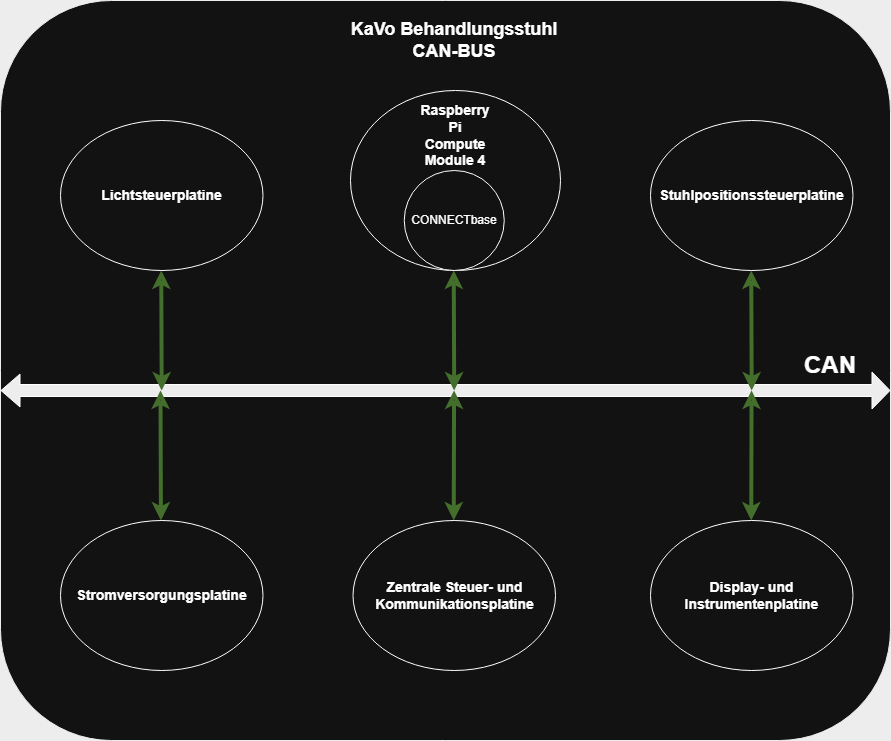 KaVo Behandlungsstuhl
CAN-BUS
Raspberry
Pi
Compute
Module 4
Lichtsteuerplatine
CONNECTbase
Stuhlpositionssteuerplatine
CAN
Stromversorgungsplatine
Zentrale Steuer- und
Kommunikationsplatine
Display- und
Instrumentenplatine